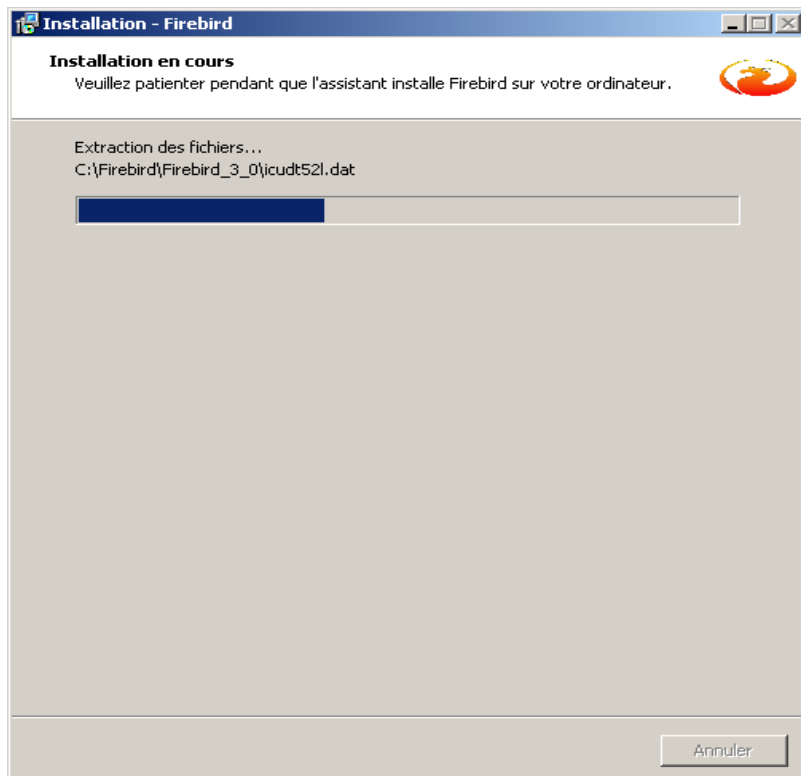 Installation - Firebird
Installation en cours
Veuillez patienter pendant que l'assistant installe Firebird sur votre ordinateur.
Extraction des fichiers...
C:\Firebird\Firebird_3_0\icudt52l.dat
Annuler